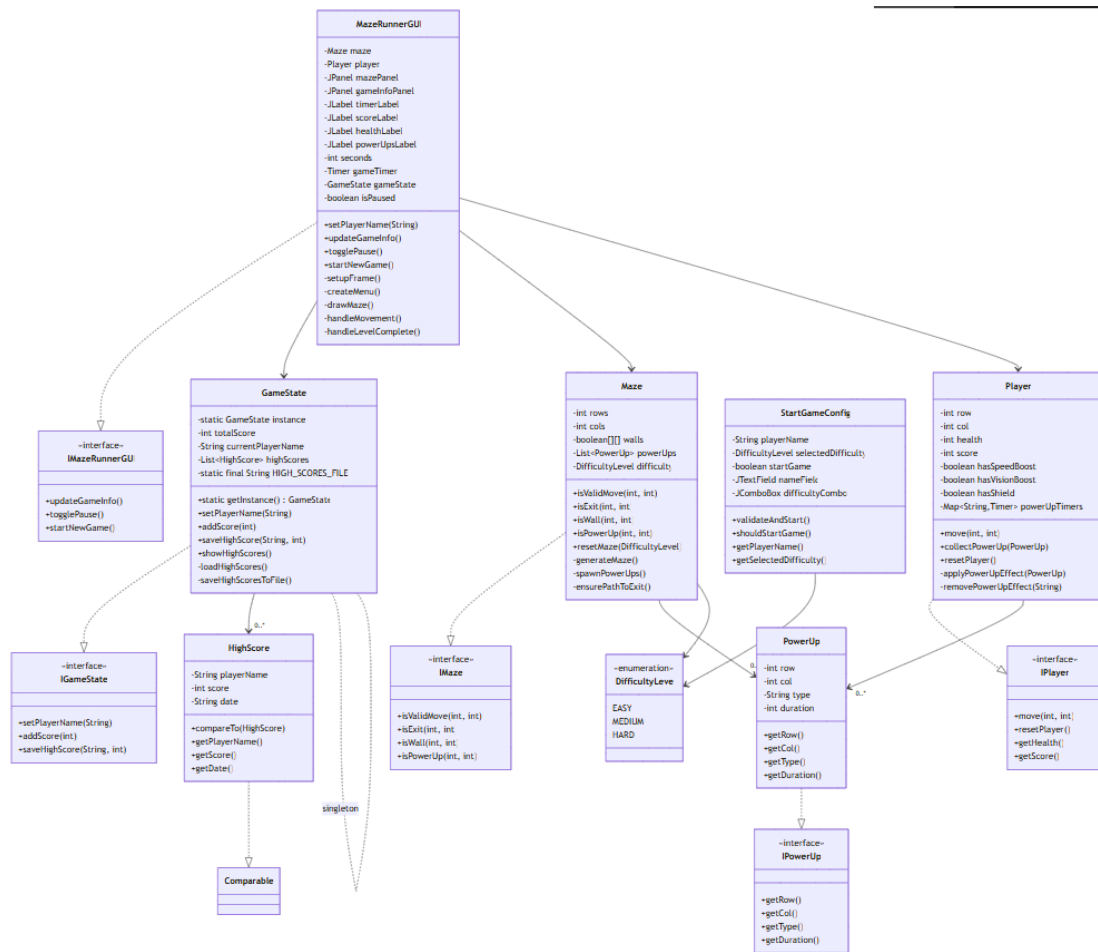 MazeRunnerGUI
-Maze maze
-Player player
-JPanel mazePanel
-JPanel gameInfoPanel
-JLabel timerLabel
-JLabel scoreLabel
-JLabel healthLabel
-JLabel powerUpsLabel
-int seconds
-Timer gameTimer
-GameState gameState
-boolean isPaused
+setPlayerName(String)
+updateGameInfo()
+togglePause()
+startNewGame()
-setupFrame()
-createMenu()
-drawMaze()
-handleMovement()
-handleLevelComplete()
«interface»
IMazeRunnerGUI
+updateGameInfo()
+togglePause()
+startNewGame()
GameState
-static GameState instance
-int totalScore
-String currentPlayerName
-List<HighScore> highScores
-static final String HIGH_SCORES_FILE
+static getInstance() : GameState
+setPlayerName(String)
+addScore(int)
+saveHighScore(String, int)
+showHighScores()
-loadHighScores()
-saveHighScoresToFile()
Maze
-int rows
-int cols
-boolean[][] walls
-List<PowerUp> powerUps
-DifficultyLevel difficulty
+isValidMove(int, int)
+isExit(int, int)
+isWall(int, int)
+isPowerUp(int, int)
+resetMaze(DifficultyLevel)
-generateMaze()
-spawnPowerUps()
-ensurePathToExit()
StartGameConfig
-String playerName
-DifficultyLevel selectedDifficulty
-boolean startGame
-JTextField nameField
-JComboBox difficultyCombo
+validateAndStart()
+shouldStartGame()
+getPlayerName()
+getSelectedDifficulty()
Player
-int row
-int col
-int health
-int score
-boolean hasSpeedBoost
-boolean hasVisionBoost
-boolean hasShield
-Map<String,Timer> powerUpTimers
+move(int, int)
+collectPowerUp(PowerUp)
+resetPlayer()
-applyPowerUpEffect(PowerUp)
-removePowerUpEffect(String)
0..*
«interface»
IGameState
+setPlayerName(String)
+addScore(int)
+saveHighScore(String, int)
HighScore
-String playerName
-int score
-String date
+compareTo(HighScore)
+getPlayerName()
+getScore()
+getDate()
singleton
Comparable
«interface»
IMaze
+isValidMove(int, int)
+isExit(int, int
+isWall(int, int)
+isPowerUp(int, int)
«enumeration»
DifficultyLeve
EASY
MEDIUM
HARD
0..
PowerUp
-int row
-int col
-String type
-int duration
+getRow()
+getCol()
+getType()
+getDuration()
0..*
«interface»
IPlayer
+move(int, int)
+resetPlayer()
+getHealth()
+getScore()
«interface»
IPowerUp
+getRow()
+getCol()
+getType()
+getDuration()